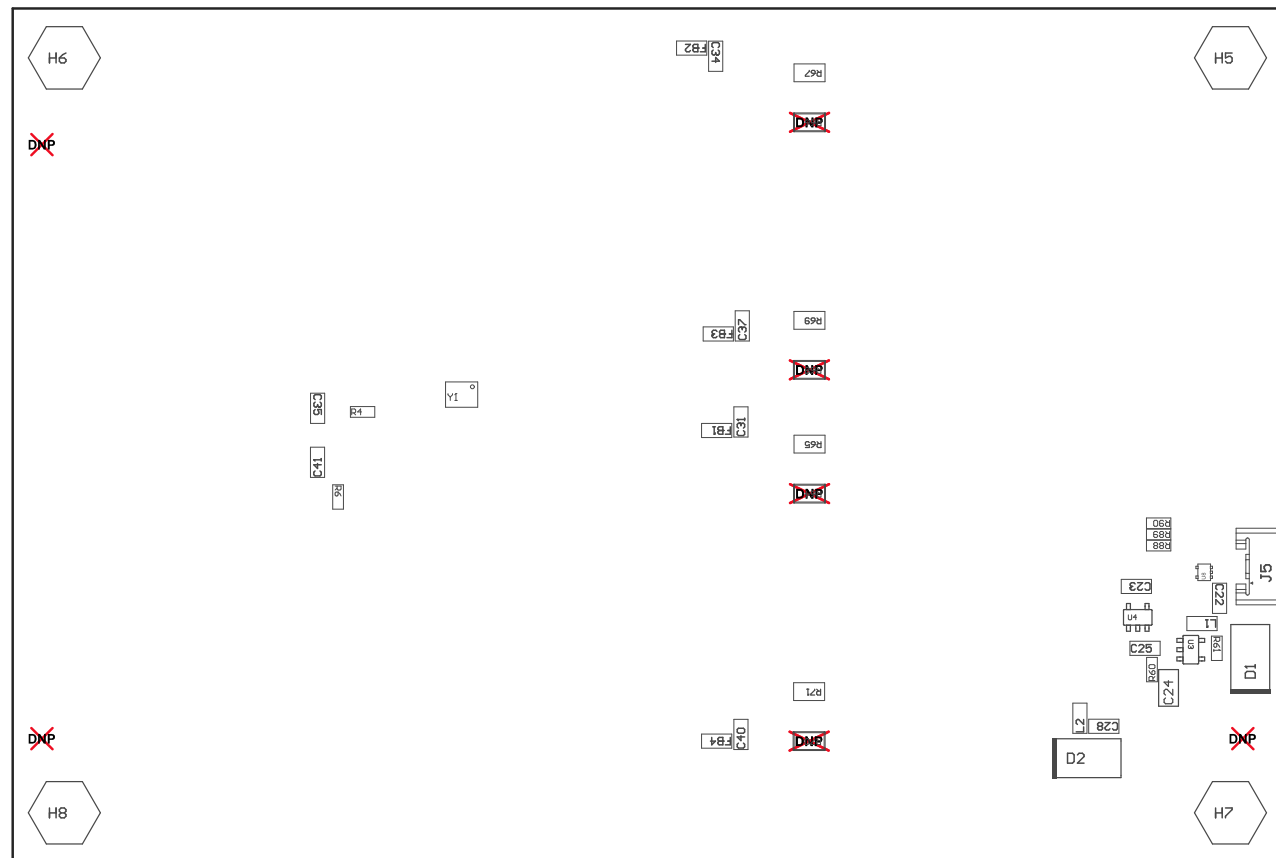 H6
FB2
C34
H5
R67
DNP
DNP
C37
R69
FB3
DNP
Y1
C35
R4
C31
FB1
R65
C41
R6
DNP
R90
R89
R88
J5
C23
C22
U4
L1
C25
U3
R61
R60
D1
C24
R71
L2
C28
C40
FB4
DNP
DNP
DNP
D2
H8
H7